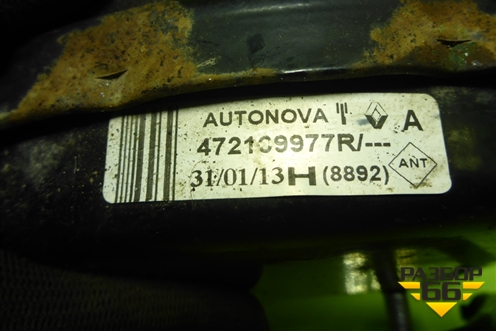 AUTONOVA
A
472109977R/---
ANT
31/01/13H (8892)
РАЗБОР
66